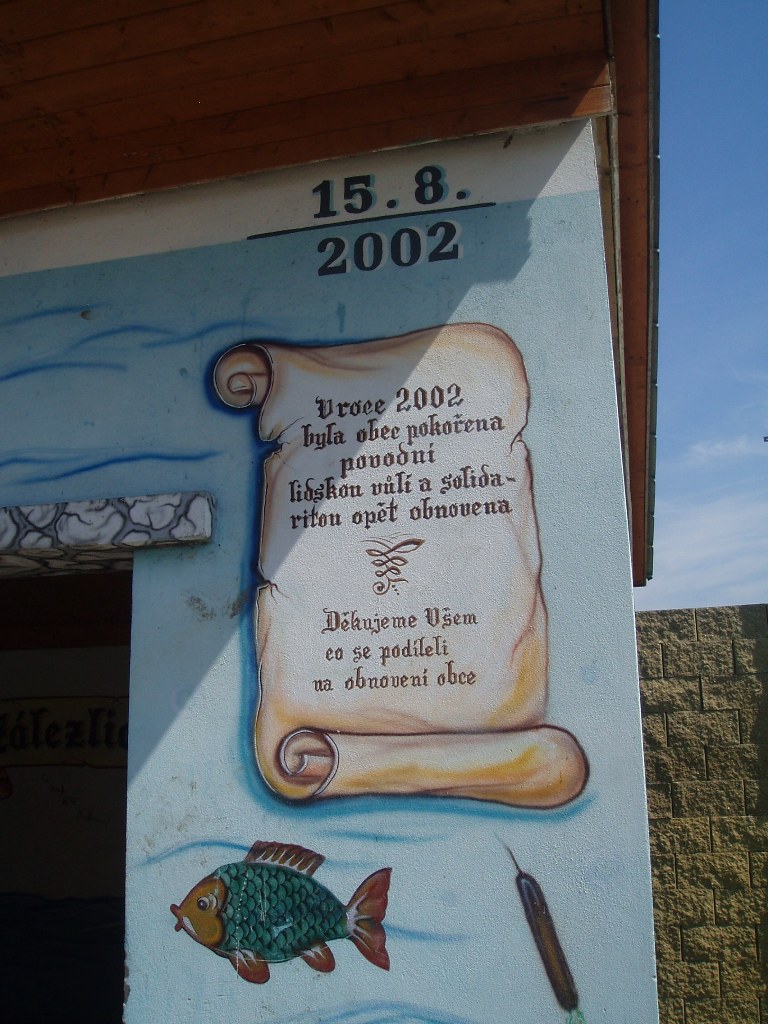 15. 8.
2002
V roce 2002
byla obec pokořena
povodní
lidskou vůlí a solida-
ritou opět obnovena
Děkujeme Všem
co se podíleli
na obnovení obce